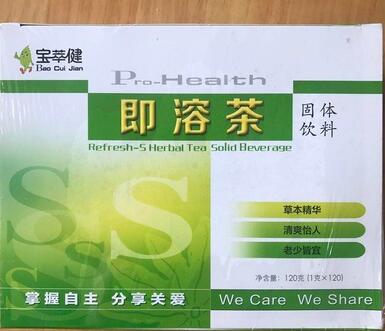 宝萃健
Bao Cui Jian
Pro-Health
即溶茶
固体
饮料
Refresh-S Herbal Tea Solid Beverage
S
S
S
S
草本精华
清爽怡人
老少皆宜
净含量: 120克 (1克×120)
掌握自主 分享关爱
We Care We Share